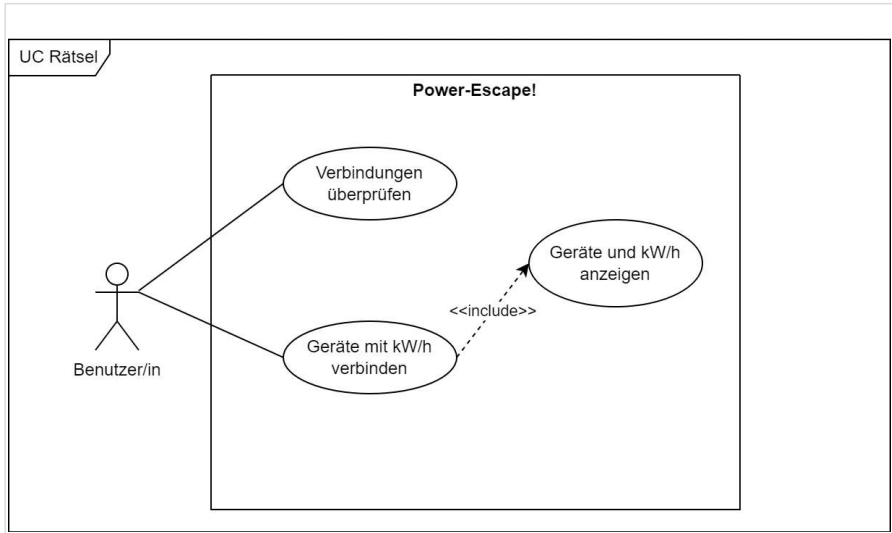 UC Rätsel
Power-Escape!
Verbindungen
überprüfen
Geräte und kW/h
anzeigen
<<include>>
Geräte mit kW/h
verbinden
Benutzer/in